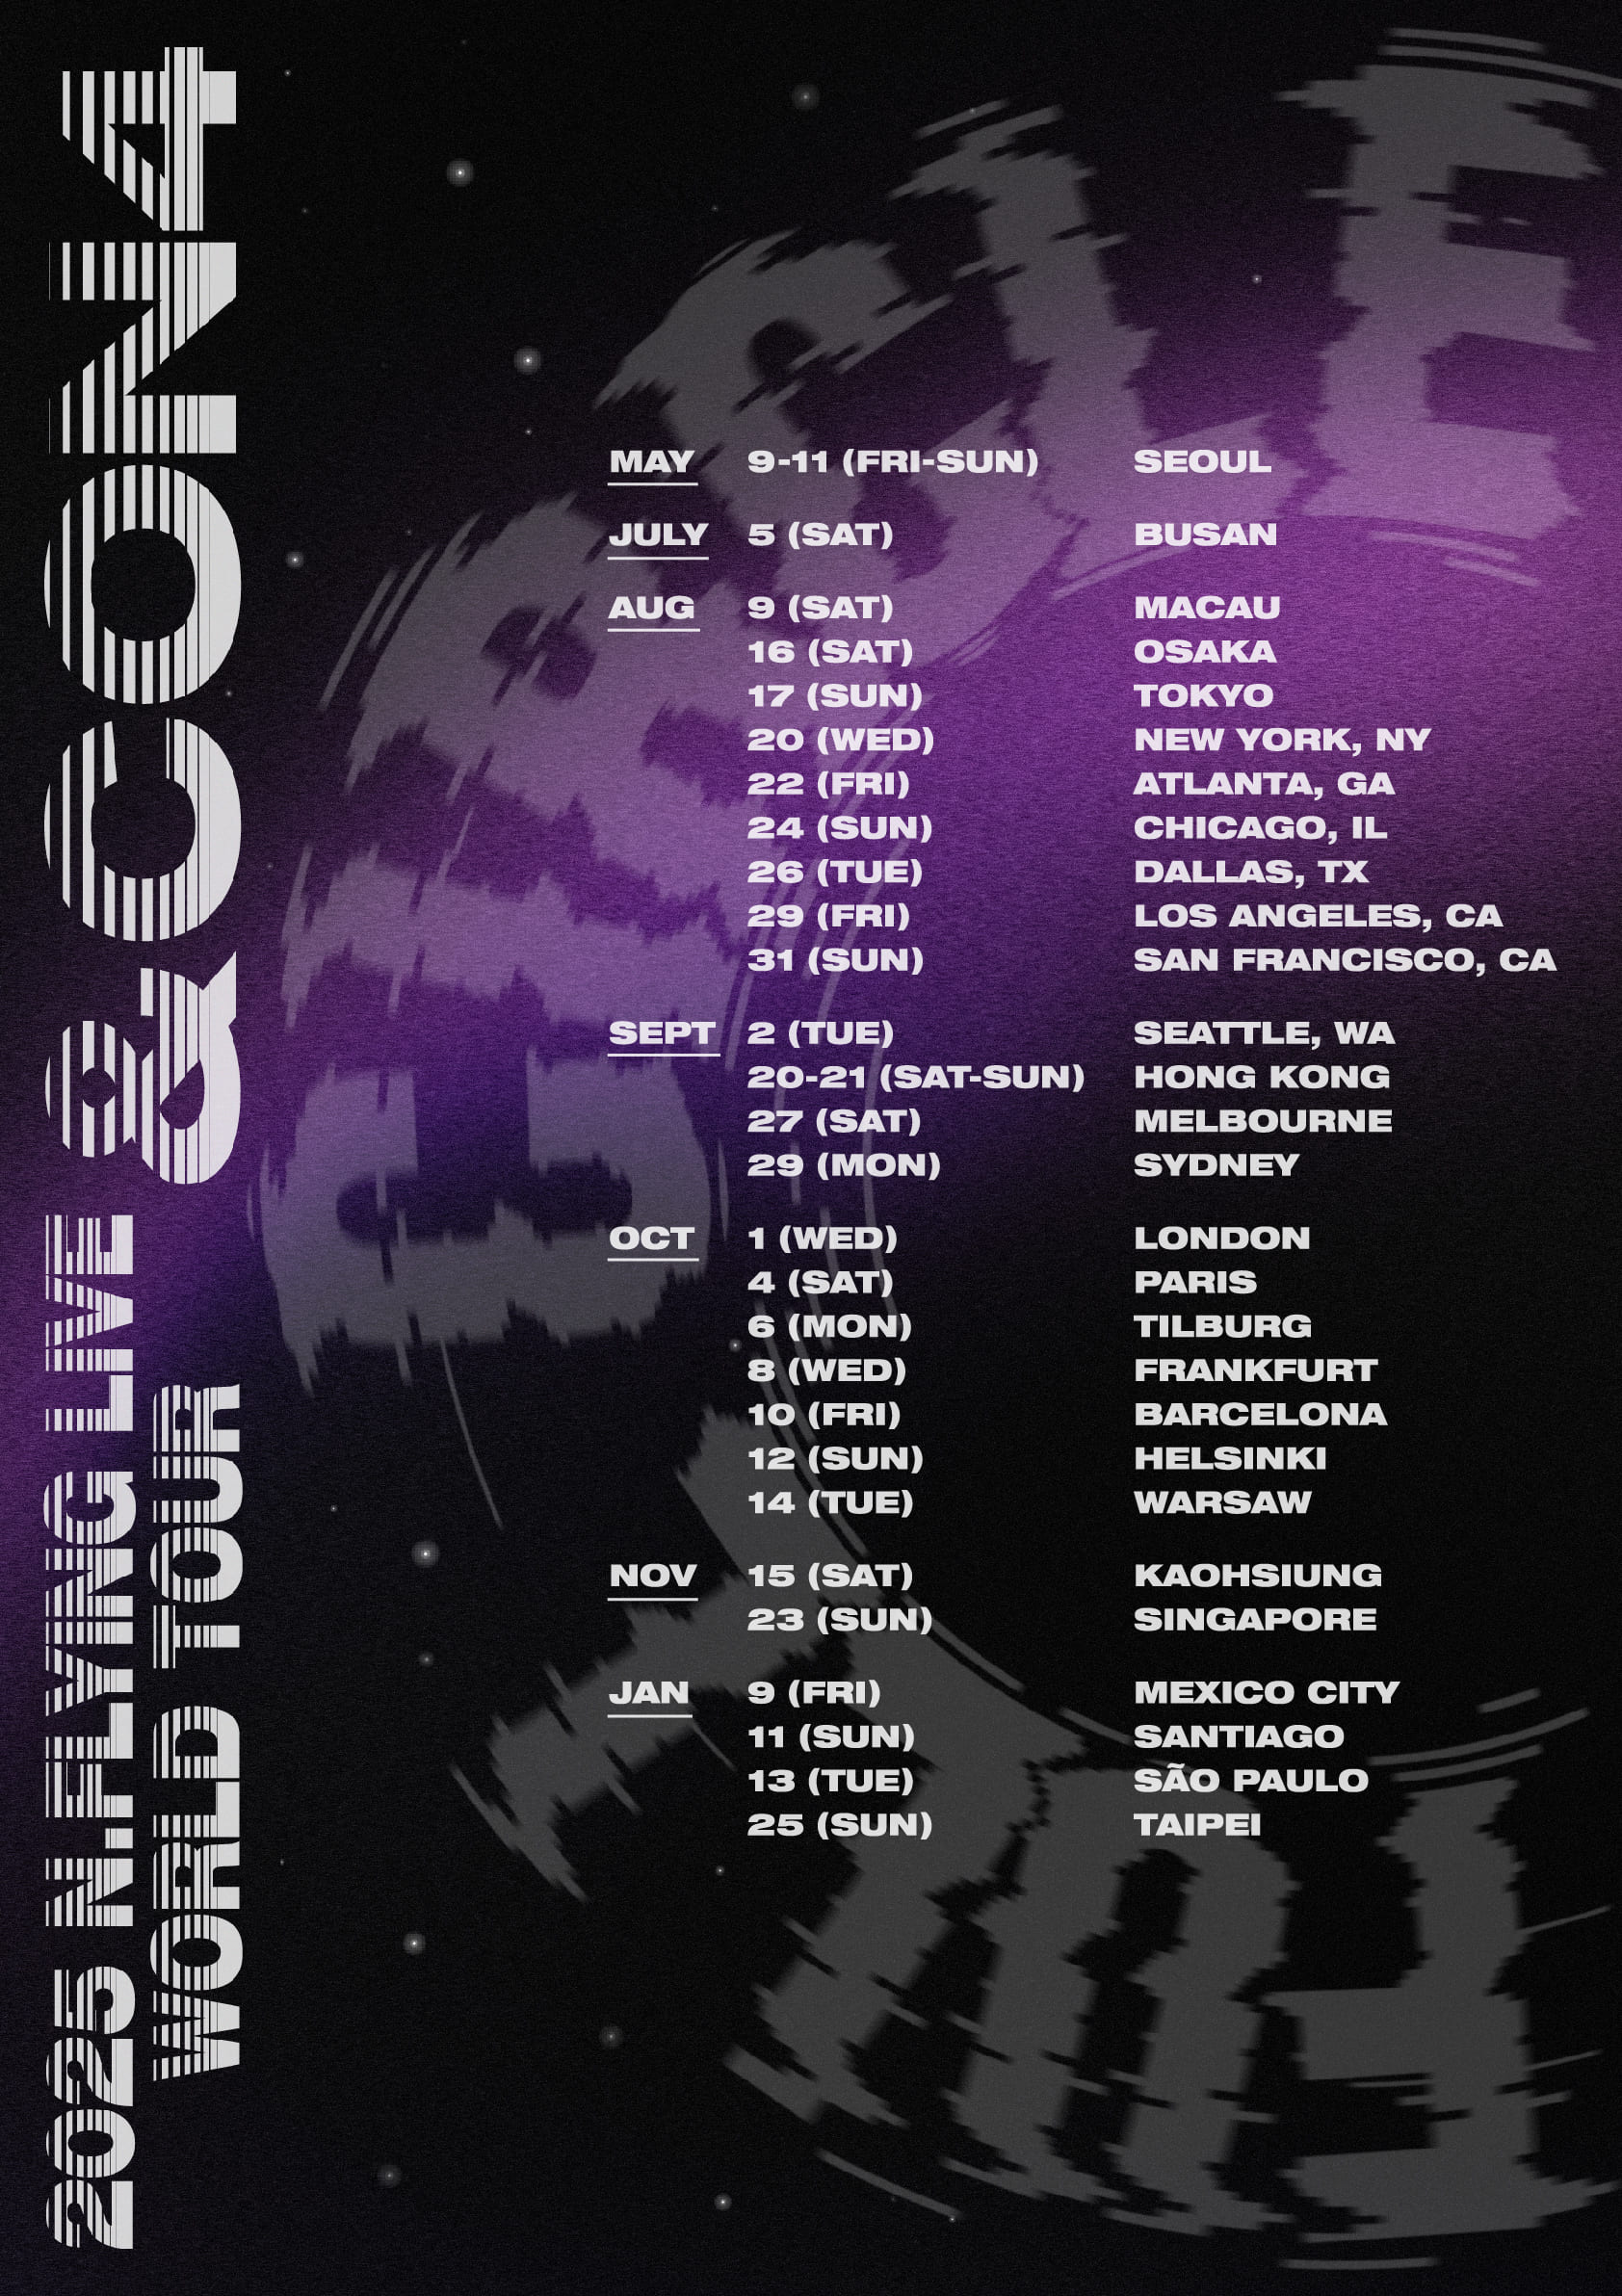 2025 N.FLYING LIVE
WORLD TOUR
&CON4
MAY 9-11 (FRI-SUN) SEOUL
JULY 5 (SAT) BUSAN
AUG 9 (SAT) MACAU
16 (SAT) OSAKA
17 (SUN) TOKYO
20 (WED) NEW YORK, NY
22 (FRI) ATLANTA, GA
24 (SUN) CHICAGO, IL
26 (TUE) DALLAS, TX
29 (FRI) LOS ANGELES, CA
31 (SUN) SAN FRANCISCO, CA
SEPT 2 (TUE) SEATTLE, WA
20-21 (SAT-SUN) HONG KONG
27 (SAT) MELBOURNE
29 (MON) SYDNEY
OCT 1 (WED) LONDON
4 (SAT) PARIS
6 (MON) TILBURG
8 (WED) FRANKFURT
10 (FRI) BARCELONA
12 (SUN) HELSINKI
14 (TUE) WARSAW
NOV 15 (SAT) KAOHSIUNG
23 (SUN) SINGAPORE
JAN 9 (FRI) MEXICO CITY
11 (SUN) SANTIAGO
13 (TUE) SÃO PAULO
25 (SUN) TAIPEI